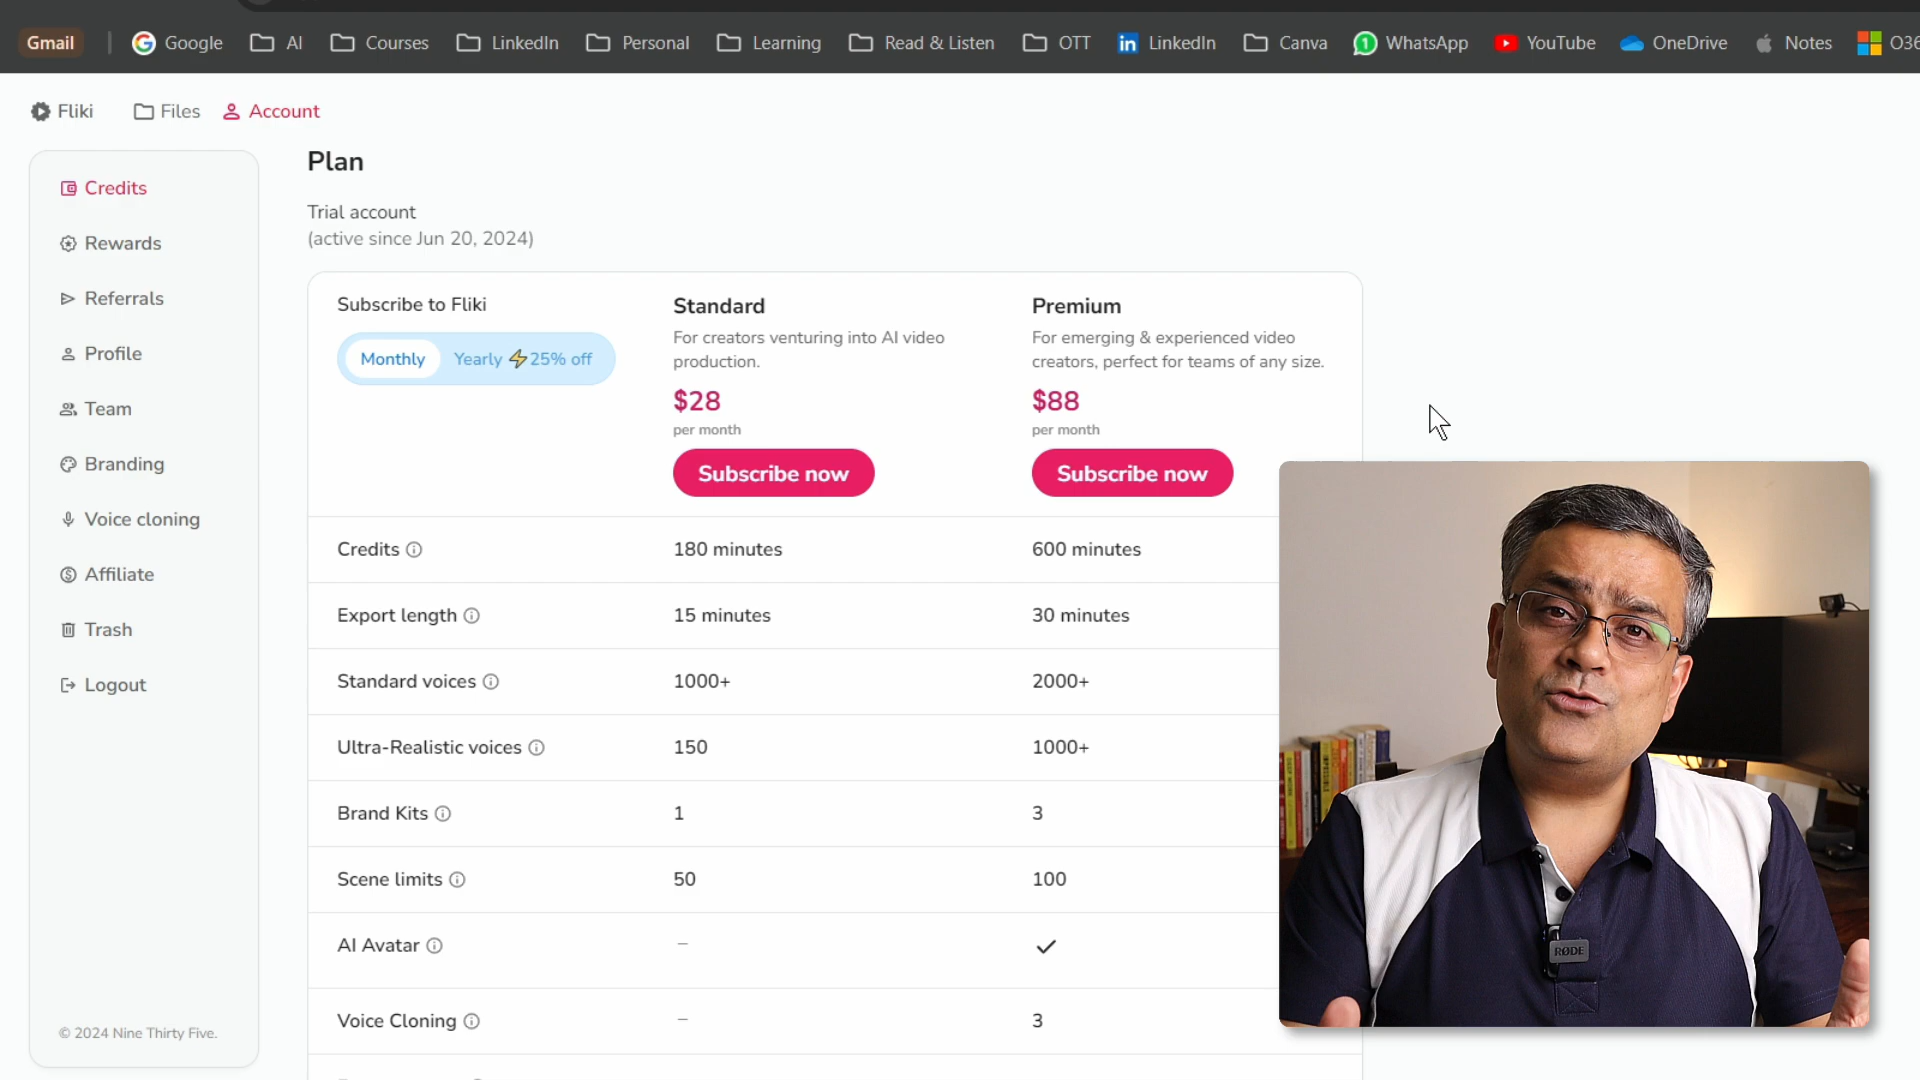 Gmail
Google
AI
Courses
LinkedIn
Personal
Learning
Read & Listen
OTT
LinkedIn
Canva
WhatsApp
YouTube
OneDrive
Notes
Fliki
Files
Account
Credits
Rewards
Referrals
Profile
Team
Branding
Voice cloning
Affiliate
Trash
Logout
© 2024 Nine Thirty Five.
Plan
Trial account
(active since Jun 20, 2024)
Subscribe to Fliki
Monthly
Yearly ⚡25% off
Standard
For creators venturing into AI video
production.
$28
per month
Subscribe now
Premium
For emerging & experienced video
creators, perfect for teams of any size.
$88
per month
Subscribe now
Credits 180 minutes 600 minutes
Export length 15 minutes 30 minutes
Standard voices 1000+ 2000+
Ultra-Realistic voices 150 1000+
Brand Kits 1 3
Scene limits 50 100
AI Avatar – ✓
Voice Cloning – 3
RØDE